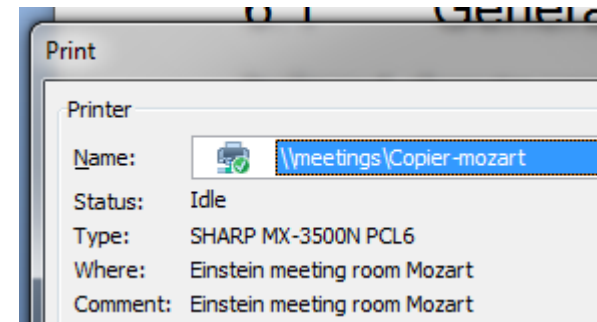 Print
Printer
Name: \\meetings\Copier-mozart
Status: Idle
Type: SHARP MX-3500N PCL6
Where: Einstein meeting room Mozart
Comment: Einstein meeting room Mozart